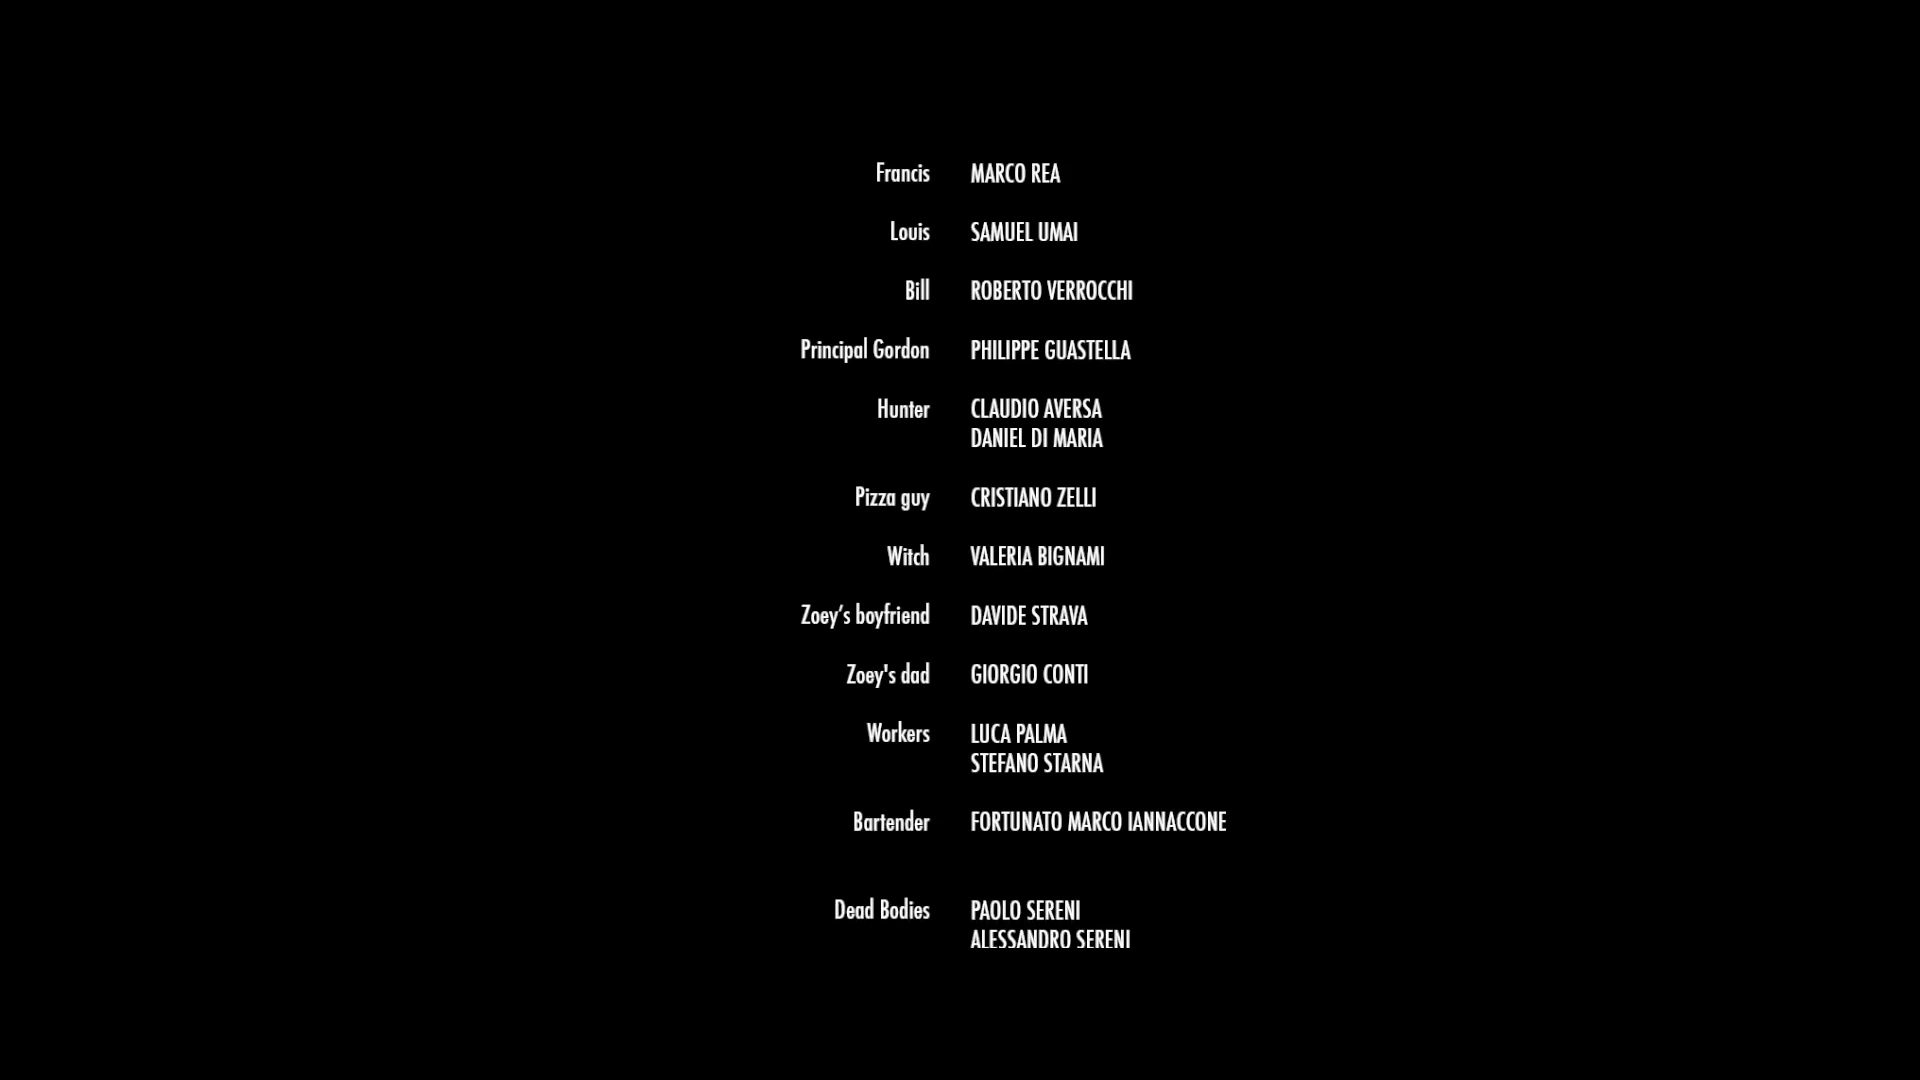 Francis MARCO REA
Louis SAMUEL UMAI
Bill ROBERTO VERROCCHI
Principal Gordon PHILIPPE GUASTELLA
Hunter CLAUDIO AVERSA
DANIEL DI MARIA
Pizza guy CRISTIANO ZELLI
Witch VALERIA BIGNAMI
Zoey’s boyfriend DAVIDE STRAVA
Zoey's dad GIORGIO CONTI
Workers LUCA PALMA
STEFANO STARNA
Bartender FORTUNATO MARCO IANNACCONE
Dead Bodies PAOLO SERENI
ALESSANDRO SERENI